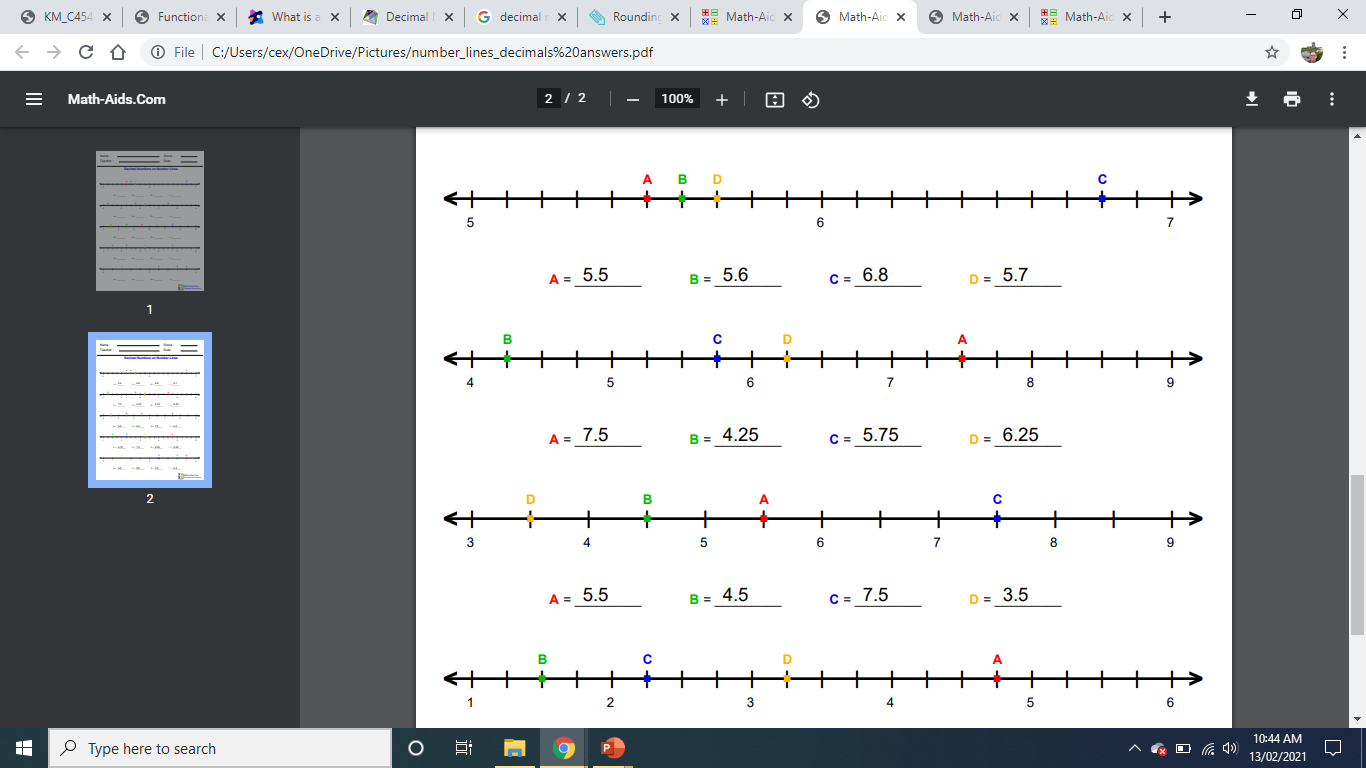 KM_C454
Functiona
What is a
Decimal N
decimal n
Rounding
Math-Aid
Math-Aid
Math-Aid
Math-Aid
File C:/Users/cex/OneDrive/Pictures/number_lines_decimals%20answers.pdf
Math-Aids.Com
2 / 2
100%
A B D C
5 6 7
A = 5.5 B = 5.6 C = 6.8 D = 5.7
B C D A
4 5 6 7 8 9
A = 7.5 B = 4.25 C = 5.75 D = 6.25
D B A C
3 4 5 6 7 8 9
A = 5.5 B = 4.5 C = 7.5 D = 3.5
B C D A
1 2 3 4 5 6
1
2
Type here to search
10:44 AM
13/02/2021